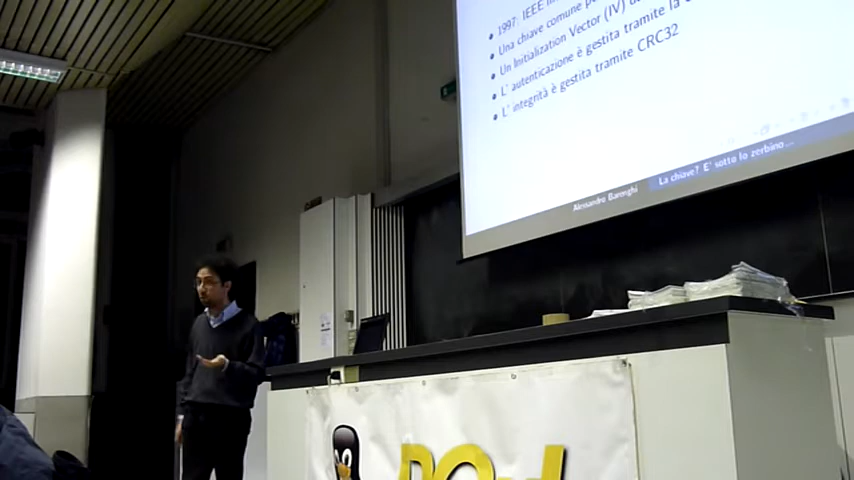 1997: IEEE
Una chiave comune
Un Initialization Vector (IV)
L' autenticazione è gestita tramite la
L' integrità è gestita tramite CRC32
Alessandro Barenghi
La chiave? E' sotto lo zerbino...